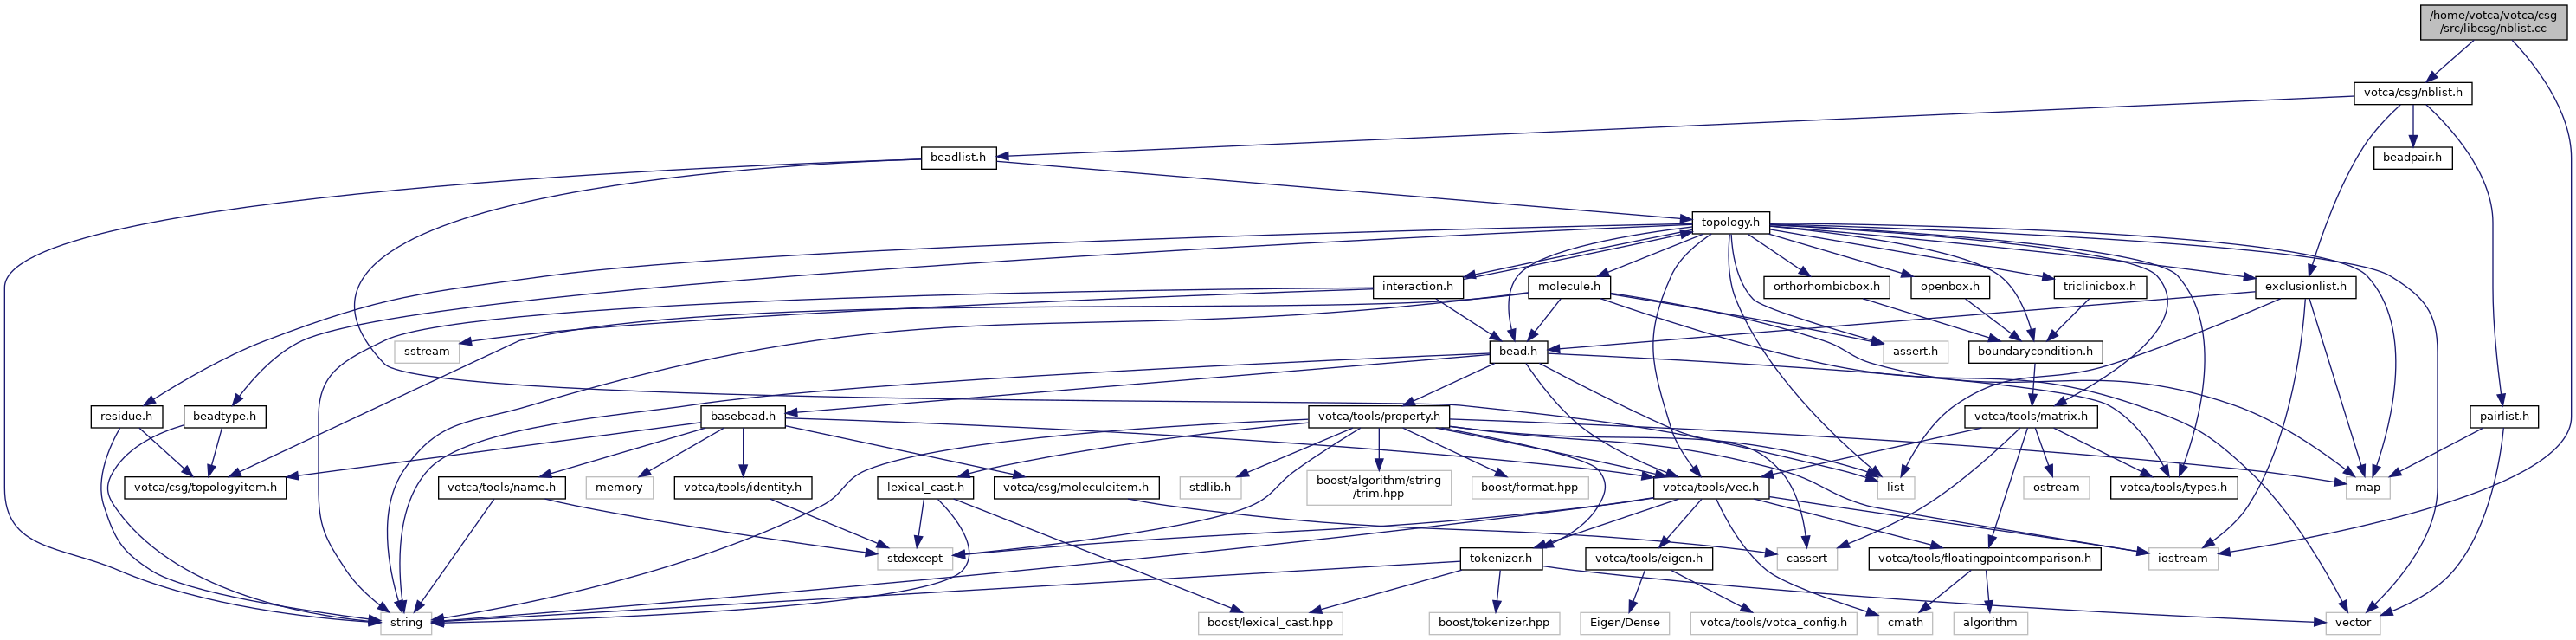 /home/votca/votca/csg
/src/libcsg/nblist.cc
votca/csg/nblist.h
beadlist.h
beadpair.h
topology.h
interaction.h
molecule.h
orthorhombicbox.h
openbox.h
triclinicbox.h
exclusionlist.h
sstream
bead.h
assert.h
boundarycondition.h
residue.h
beadtype.h
basebead.h
votca/tools/property.h
votca/tools/matrix.h
pairlist.h
votca/csg/topologyitem.h
votca/tools/name.h
memory
votca/tools/identity.h
lexical_cast.h
votca/csg/moleculeitem.h
stdlib.h
boost/algorithm/string
/trim.hpp
boost/format.hpp
votca/tools/vec.h
list
ostream
votca/tools/types.h
map
stdexcept
tokenizer.h
votca/tools/eigen.h
cassert
votca/tools/floatingpointcomparison.h
iostream
string
boost/lexical_cast.hpp
boost/tokenizer.hpp
Eigen/Dense
votca/tools/votca_config.h
cmath
algorithm
vector